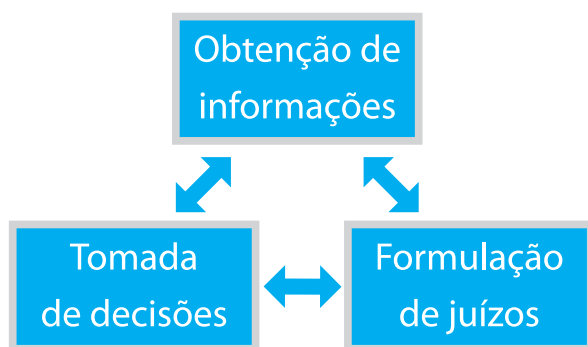 Obtenção de
informações
Tomada
de decisões
Formulação
de juízos